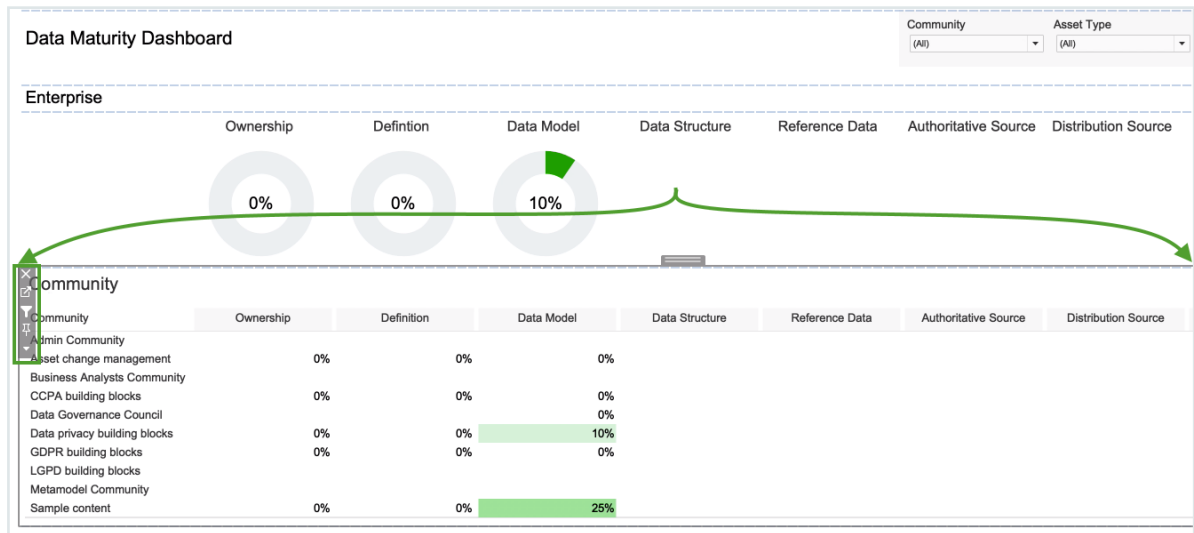 Data Maturity Dashboard
Community Asset Type
(All) (All)
Enterprise
Ownership Defintion Data Model Data Structure Reference Data Authoritative Source Distribution Source
0% 0% 10%
Community
Community Ownership Definition Data Model Data Structure Reference Data Authoritative Source Distribution Source
Admin Community
Asset change management 0% 0% 0%
Business Analysts Community
CCPA building blocks 0% 0% 0%
Data Governance Council 0%
Data privacy building blocks 0% 0% 10%
GDPR building blocks 0% 0% 0%
LGPD building blocks
Metamodel Community
Sample content 0% 0% 25%